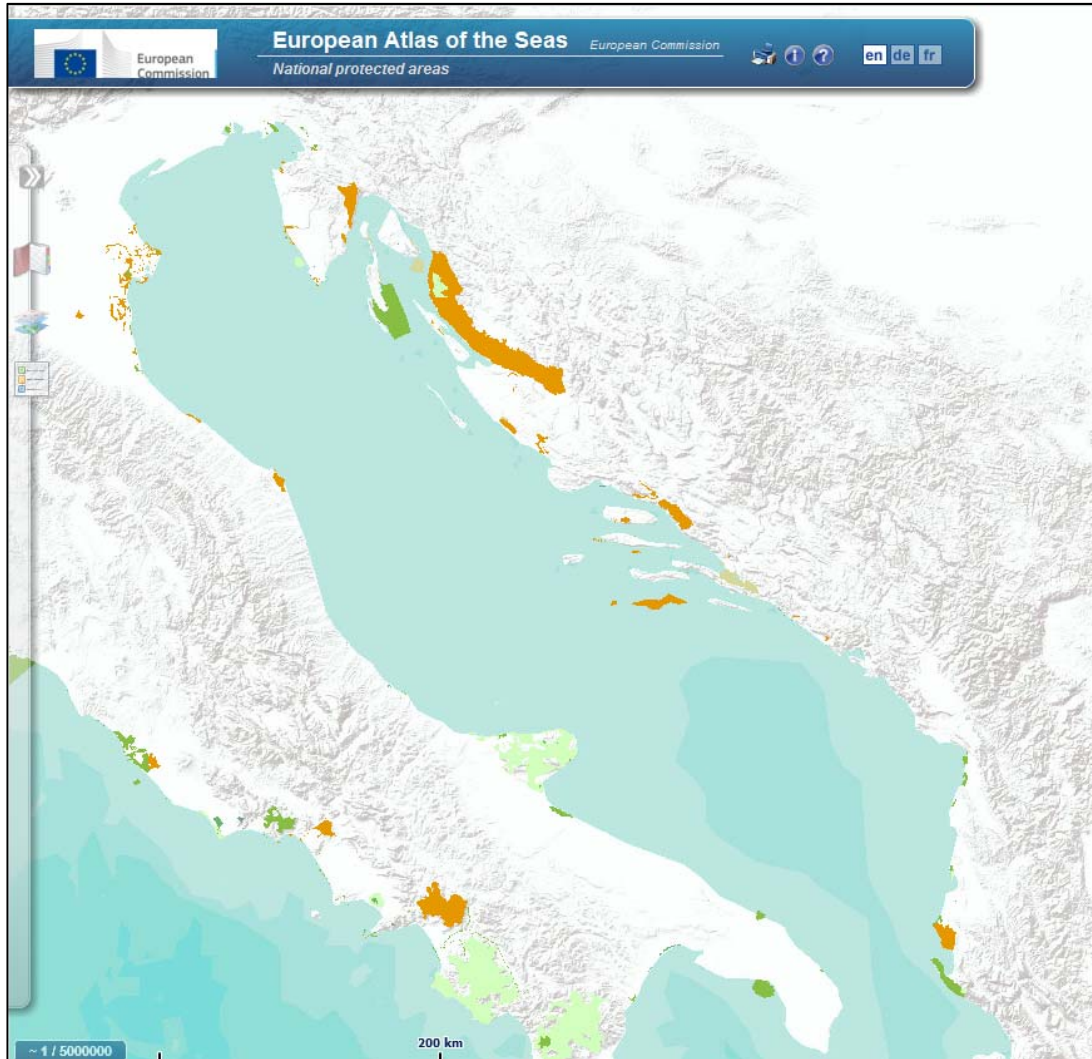 European Commission
European Atlas of the Seas
European Commission
National protected areas
i
?
en de fr
~ 1 / 5000000
200 km